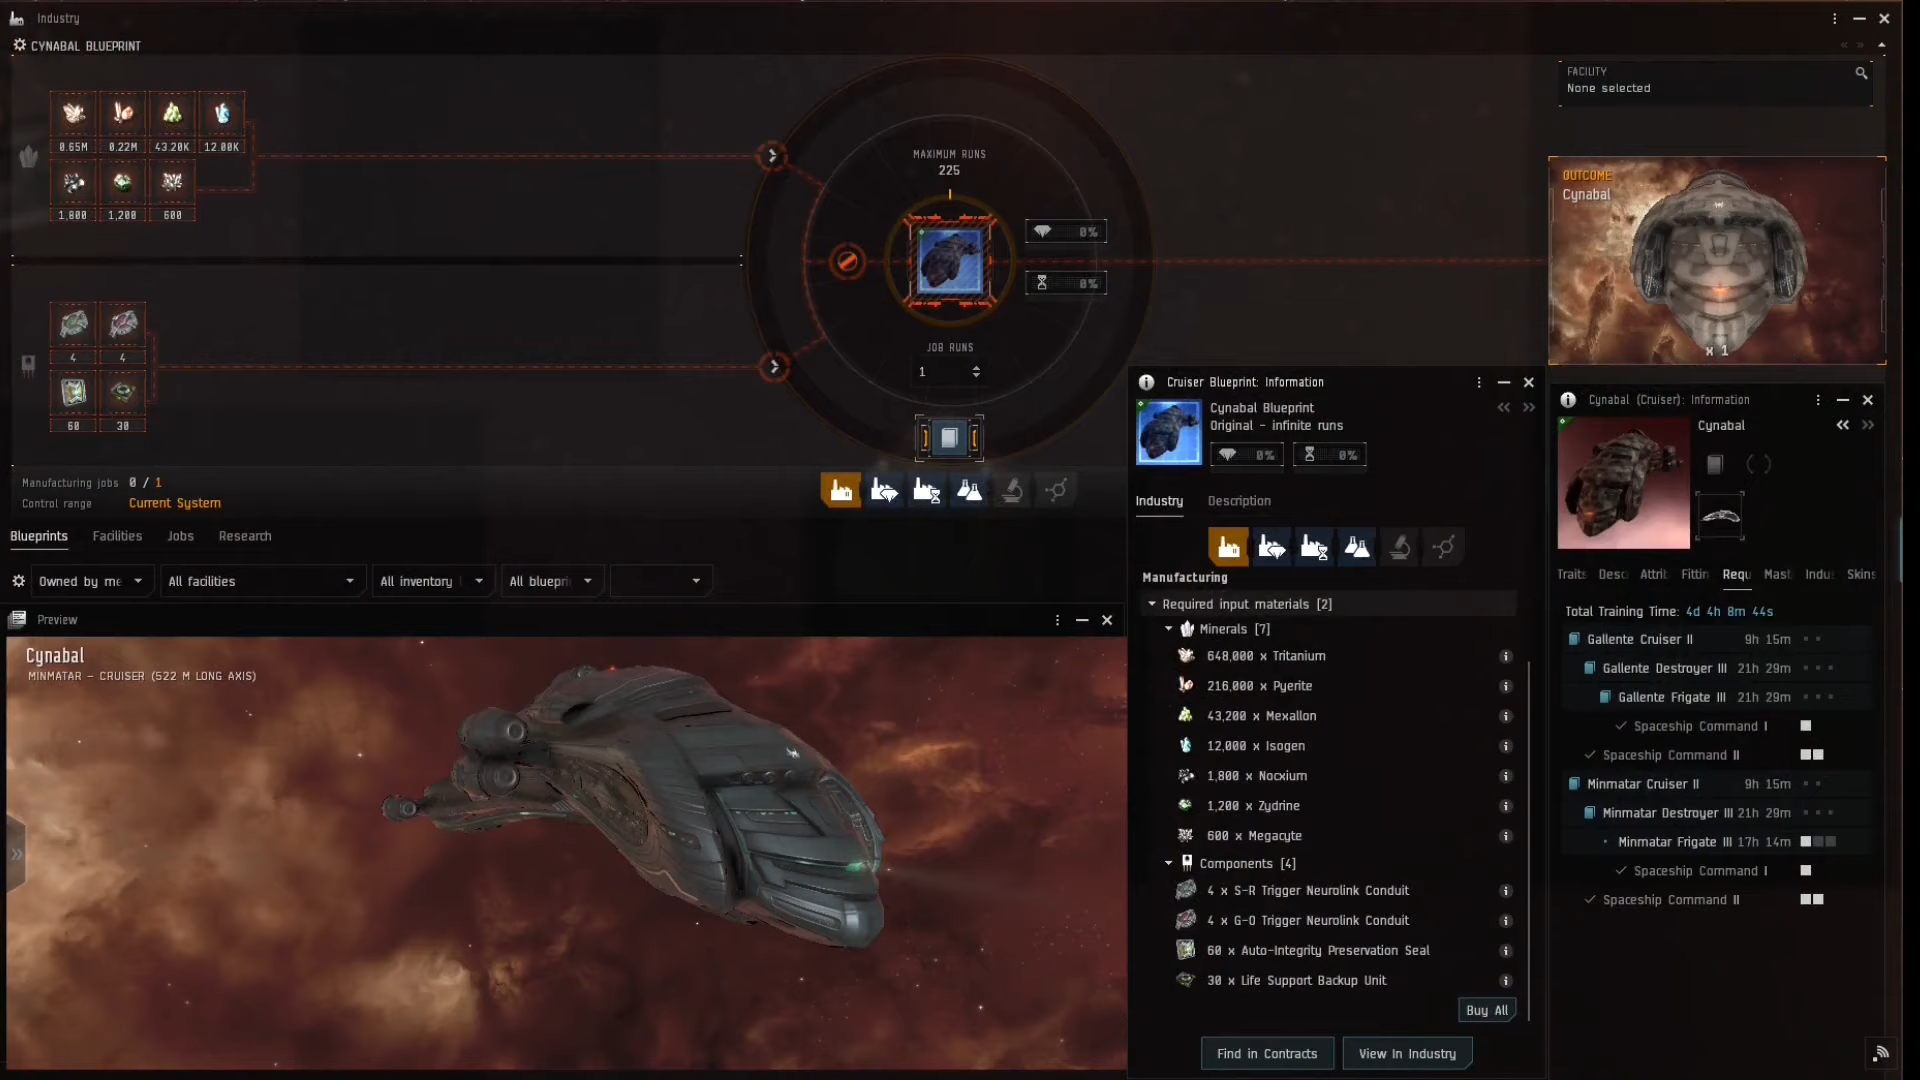 Industry
CYNABAL BLUEPRINT
0.65M 0.22M 43.20K 12.00K
1,800 1,200 600
4 4
60 30
MAXIMUM RUNS
225
0%
0%
JOB RUNS
1
FACILITY
None selected
OUTCOME
Cynabal
x 1
Manufacturing jobs 0 / 1
Control range Current System
Blueprints Facilities Jobs Research
Owned by me All facilities All inventory l All bluepri
Preview
Cynabal
MINMATAR - CRUISER (522 M LONG AXIS)
Cruiser Blueprint: Information
Cynabal Blueprint
Original - infinite runs
0% 0%
Industry Description
Manufacturing
Required input materials [2]
Minerals [7]
648,000 x Tritanium
216,000 x Pyerite
43,200 x Mexallon
12,000 x Isogen
1,800 x Nocxium
1,200 x Zydrine
600 x Megacyte
Components [4]
4 x S-R Trigger Neurolink Conduit
4 x G-O Trigger Neurolink Conduit
60 x Auto-Integrity Preservation Seal
30 x Life Support Backup Unit
Buy All
Find in Contracts View In Industry
Cynabal (Cruiser): Information
Cynabal
Traits Desc Attrib Fittin Requ Mast Indus Skins
Total Training Time: 4d 4h 8m 44s
Gallente Cruiser II 9h 15m
Gallente Destroyer III 21h 29m
Gallente Frigate III 21h 29m
Spaceship Command I
Spaceship Command II
Minmatar Cruiser II 9h 15m
Minmatar Destroyer III 21h 29m
Minmatar Frigate III 17h 14m
Spaceship Command I
Spaceship Command II